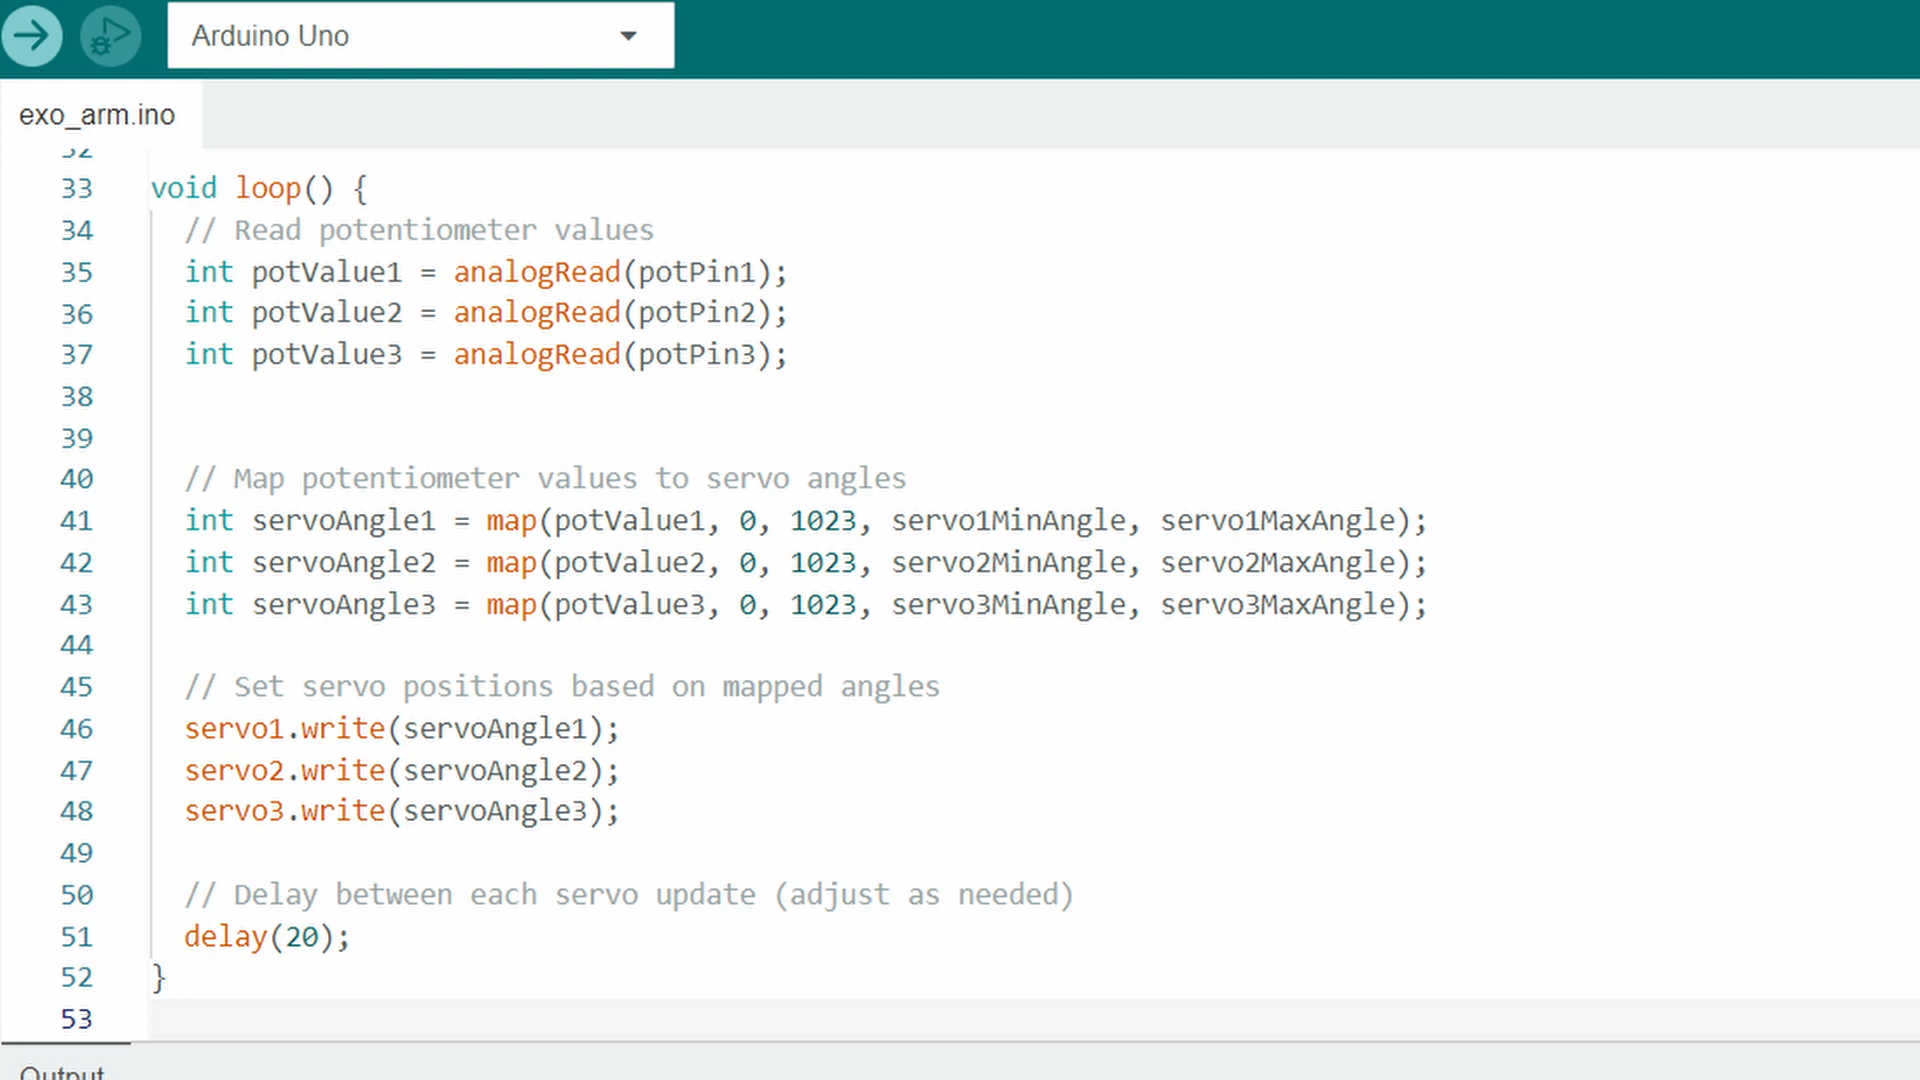 Arduino Uno
exo_arm.ino
32
33 void loop() {
34 // Read potentiometer values
35 int potValue1 = analogRead(potPin1);
36 int potValue2 = analogRead(potPin2);
37 int potValue3 = analogRead(potPin3);
38
39
40 // Map potentiometer values to servo angles
41 int servoAngle1 = map(potValue1, 0, 1023, servo1MinAngle, servo1MaxAngle);
42 int servoAngle2 = map(potValue2, 0, 1023, servo2MinAngle, servo2MaxAngle);
43 int servoAngle3 = map(potValue3, 0, 1023, servo3MinAngle, servo3MaxAngle);
44
45 // Set servo positions based on mapped angles
46 servo1.write(servoAngle1);
47 servo2.write(servoAngle2);
48 servo3.write(servoAngle3);
49
50 // Delay between each servo update (adjust as needed)
51 delay(20);
52 }
53
Output